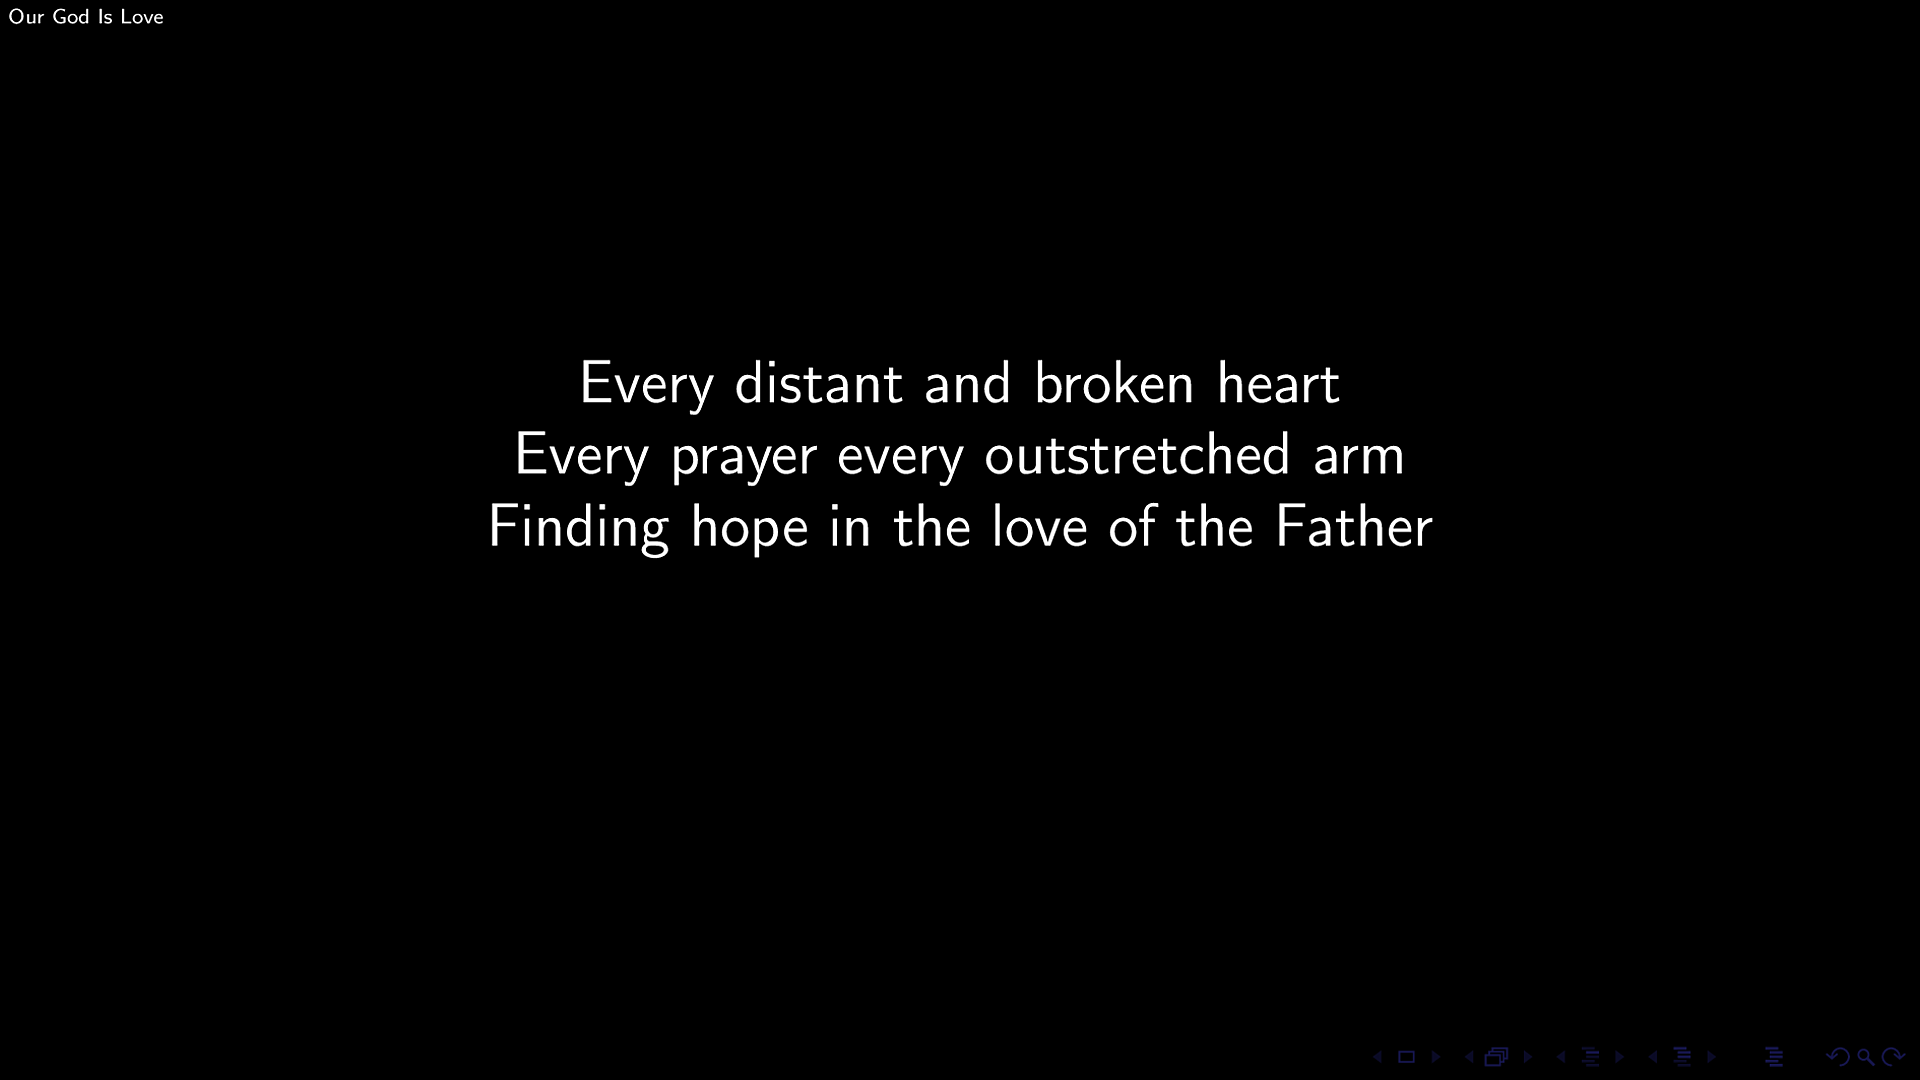 Our God Is Love
Every distant and broken heart
Every prayer every outstretched arm
Finding hope in the love of the Father